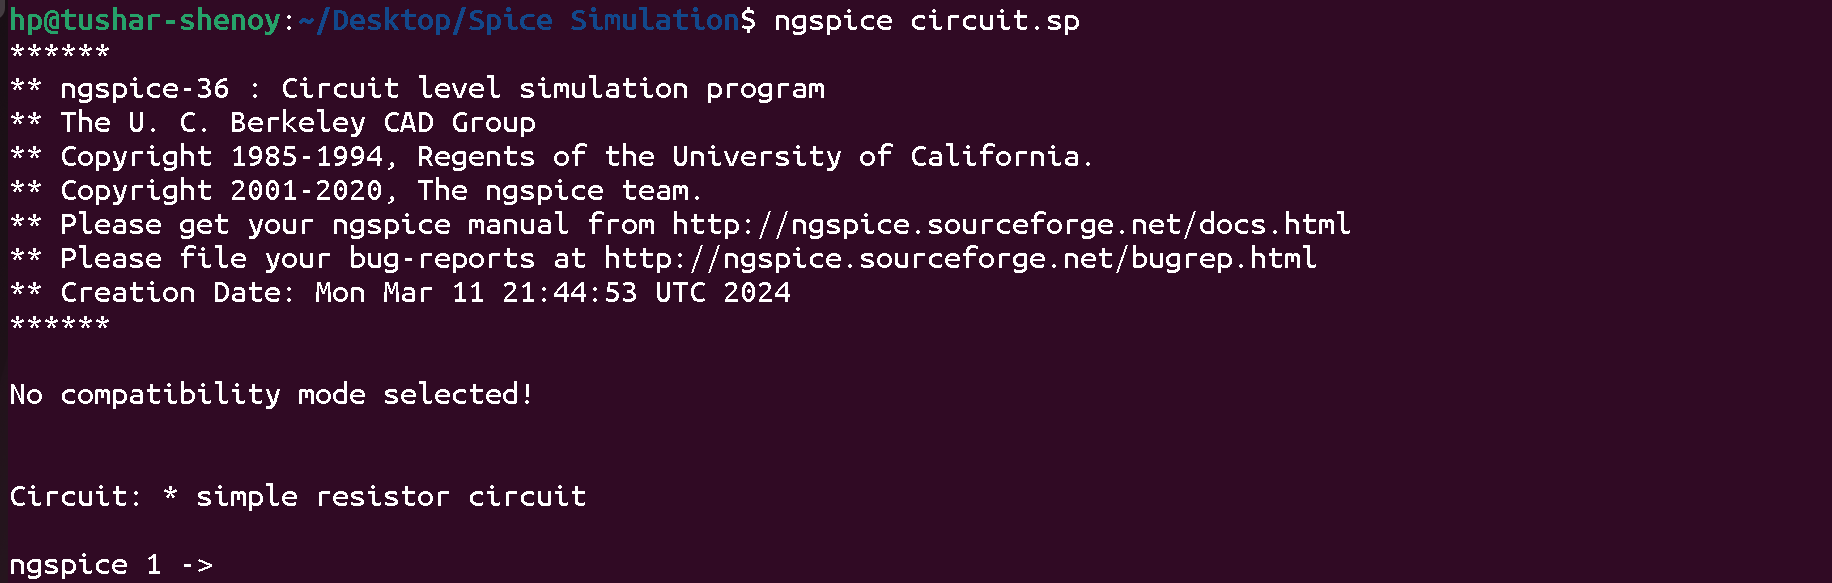 hp@tushar-shenoy:~/Desktop/Spice Simulation$ ngspice circuit.sp
******
** ngspice-36 : Circuit level simulation program
** The U. C. Berkeley CAD Group
** Copyright 1985-1994, Regents of the University of California.
** Copyright 2001-2020, The ngspice team.
** Please get your ngspice manual from http://ngspice.sourceforge.net/docs.html
** Please file your bug-reports at http://ngspice.sourceforge.net/bugrep.html
** Creation Date: Mon Mar 11 21:44:53 UTC 2024
******
No compatibility mode selected!
Circuit: * simple resistor circuit
ngspice 1 ->